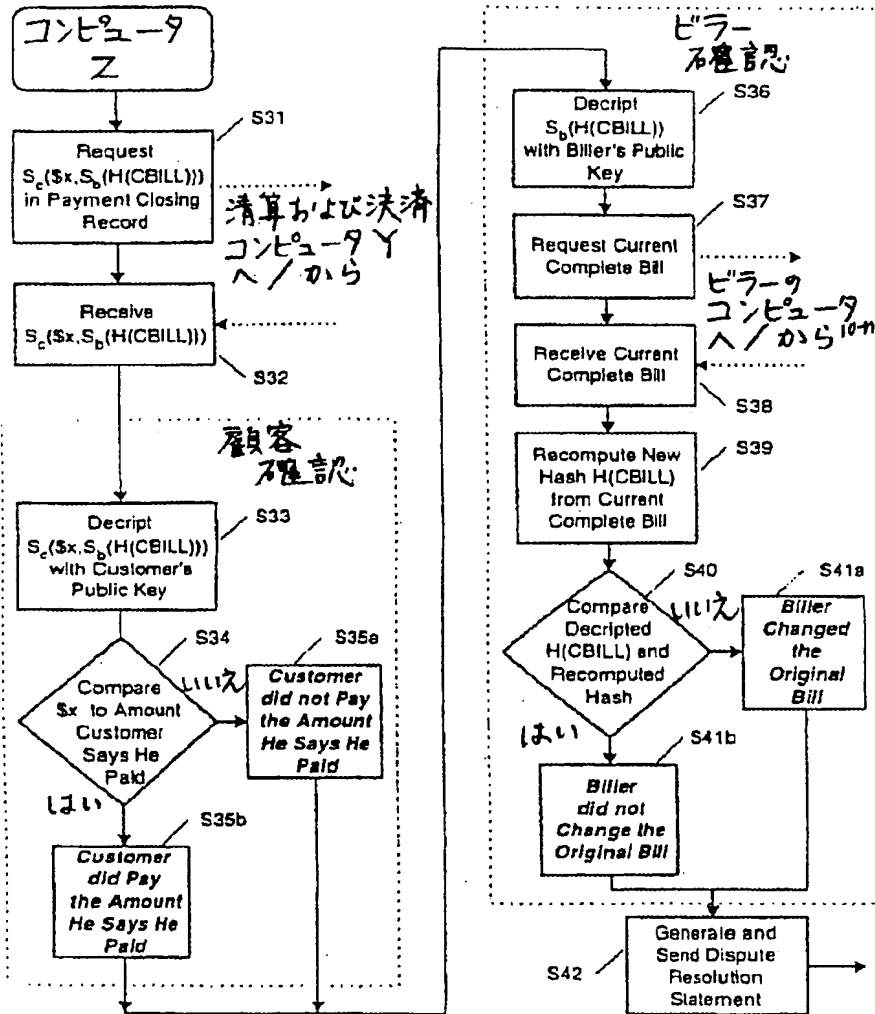 コンピュータ
Z
S31
Request
Sc($x,Sb(H(CBILL)))
in Payment Closing
Record
清算および決済
コンピュータY
へ/から
Receive
Sc($x,Sb(H(CBILL)))
S32
顧客
確認
S33
Decript
Sc($x,Sb(H(CBILL)))
with Customer's
Public Key
S34
Compare
$x to Amount
Customer
Says He
Paid
いいえ
S35a
Customer
did not Pay
the Amount
He Says He
Paid
はい
S35b
Customer
did Pay
the Amount
He Says He
Paid
ビラー
確認
S36
Decript
Sb(H(CBILL))
with Biller's Public
Key
S37
Request Current
Complete Bill
ビラーの
コンピュータ
へ/から10-n
Receive Current
Complete Bill
S38
S39
Recompute New
Hash H(CBILL)
from Current
Complete Bill
S40
Compare
Decripted
H(CBILL) and
Recomputed
Hash
いいえ
S41a
Biller
Changed
the
Original
Bill
はい
S41b
Biller
did not
Change the
Original Bill
S42
Generate and
Send Dispute
Resolution
Statement